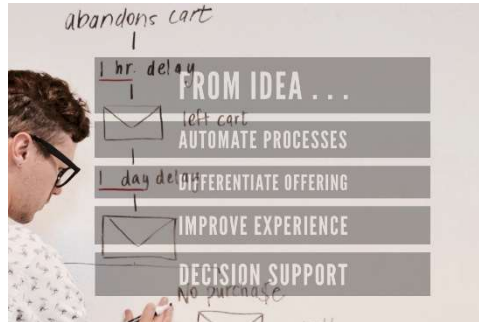 abandons cart
1 hr. delay
FROM IDEA . . .
left cart
AUTOMATE PROCESSES
1 day delay
DIFFERENTIATE OFFERING
IMPROVE EXPERIENCE
DECISION SUPPORT
No purchase